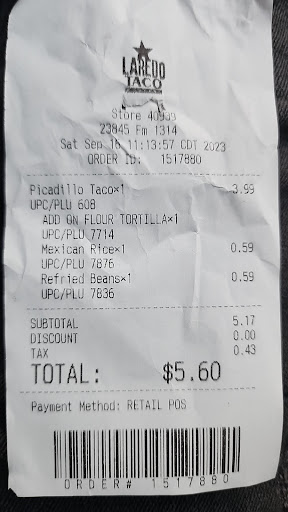 LAREDO
TACO
Store
23845 Fm 1314
Sat Sep 16 11:13:57 CDT 2023
ORDER ID: 1517880
Picadillo Taco×1 3.99
UPC/PLU 608
ADD ON FLOUR TORTILLA×1
UPC/PLU 7714
Mexican Rice×1 0.59
UPC/PLU 7876
Refried Beans×1 0.59
UPC/PLU 7836
SUBTOTAL 5.17
DISCOUNT 0.00
TAX 0.43
TOTAL: $5.60
Payment Method: RETAIL POS
ORDER# 1517880